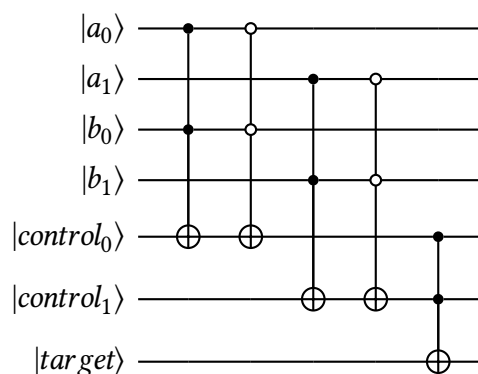 |a₀⟩
|a₁⟩
|b₀⟩
|b₁⟩
|control₀⟩
|control₁⟩
|target⟩